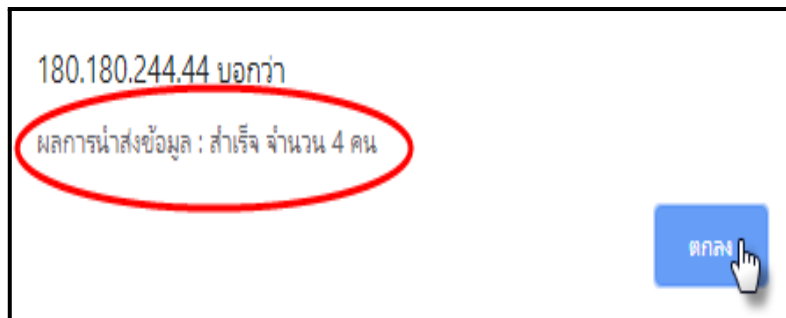 180.180.244.44 บอกว่า
ผลการนำส่งข้อมูล : สำเร็จ จำนวน 4 คน
ตกลง